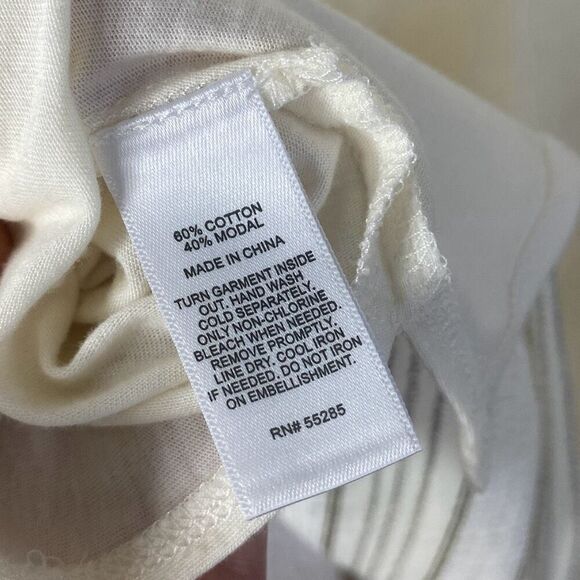 60% COTTON
40% MODAL
MADE IN CHINA
TURN GARMENT INSIDE
OUT. HAND WASH
COLD SEPARATELY.
ONLY NON-CHLORINE
BLEACH WHEN NEEDED.
REMOVE PROMPTLY.
LINE DRY. COOL IRON
IF NEEDED. DO NOT IRON
ON EMBELLISHMENT.
RN# 55285